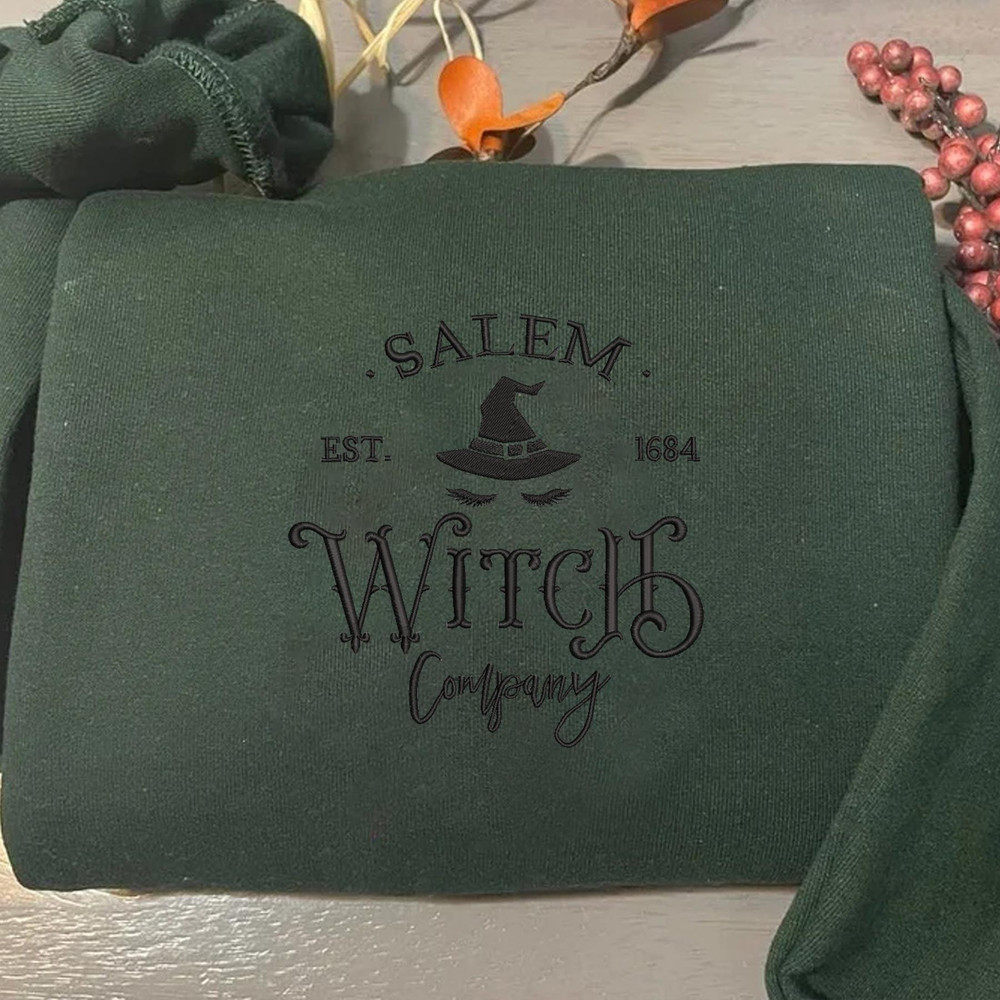 SALEM
EST. 1684
WITCH
Company